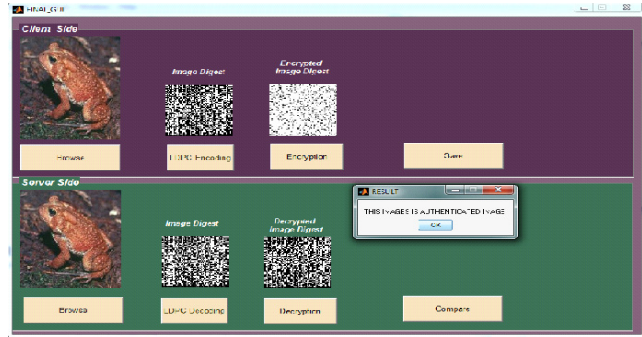 FINAL_GUI
Client Side
Image Digest
Encrypted
Image Digest
Browse
LDPC Encoding
Encryption
Save
Server Side
Image Digest
Decrypted
Image Digest
RESULT
THIS IMAGES IS AUTHENTICATED IMAGE
OK
Browse
LDPC Decoding
Decryption
Compare